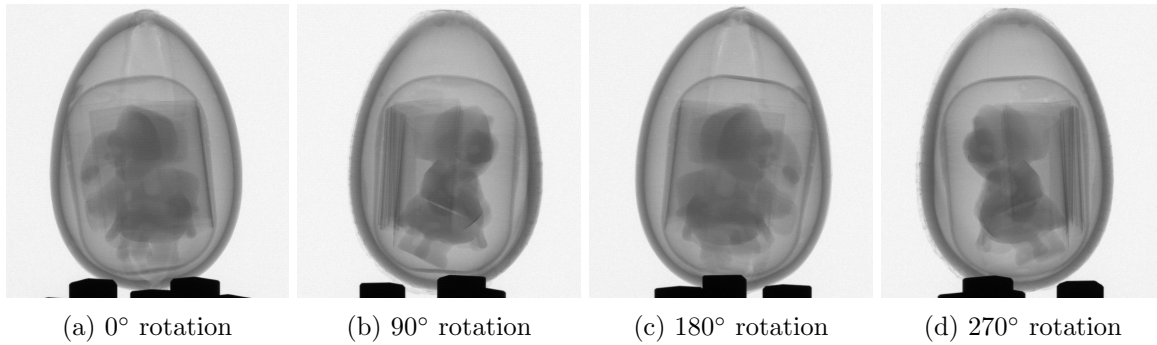 (a) 0° rotation
(b) 90° rotation
(c) 180° rotation
(d) 270° rotation